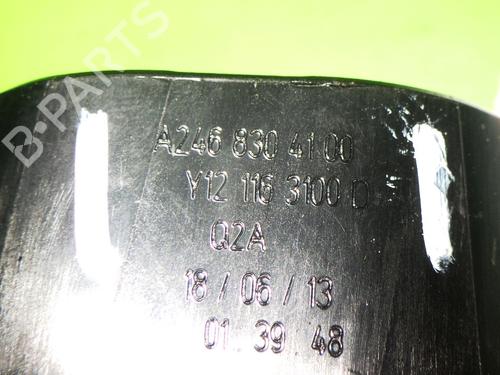 B-PARTS
A246 830 41 00
Y12 116 3100 D
Q2A
18 / 06 / 13
01 39 48